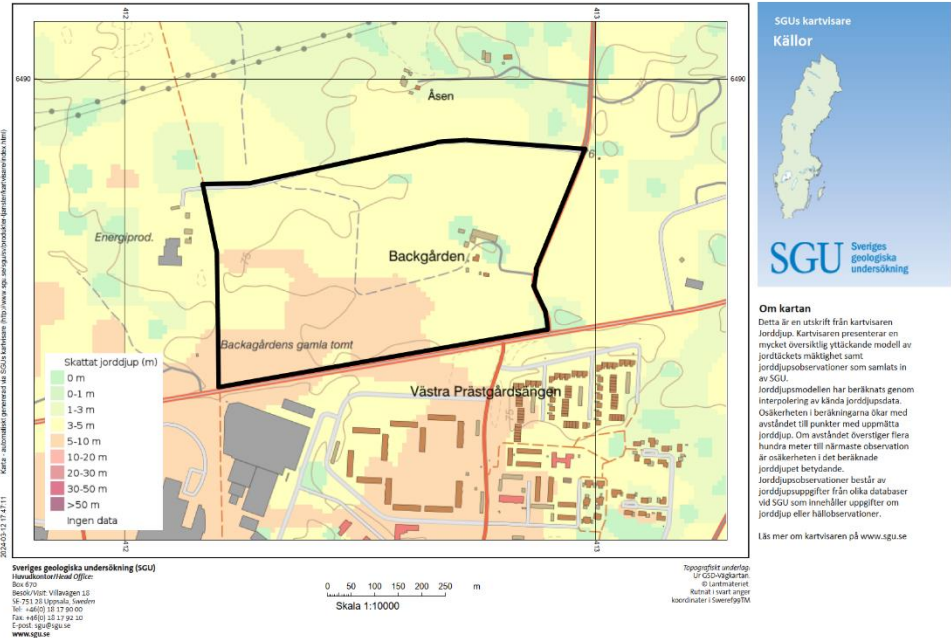 412
413
SGUs kartvisare
Källor
6490
6490
Åsen
6
Energiprod.
75
Backgården
Backagårdens gamla tomt
Västra Prästgårdsängen
75
Skattat jorddjup (m)
0 m
0-1 m
1-3 m
3-5 m
5-10 m
10-20 m
20-30 m
30-50 m
>50 m
Ingen data
412
413
SGU Sveriges
geologiska
undersökning
Om kartan
Detta är en utskrift från kartvisaren
Jorddjup. Kartvisaren presenterar en
mycket översiktlig yttäckande modell av
jordtäckets mäktighet samt
jorddjupsobservationer som samlats in
av SGU.
Jorddjupsmodellen har beräknats genom
interpolering av kända jorddjupsdata.
Osäkerheten i beräkningarna ökar med
avståndet till punkter med uppmätta
jorddjup. Om avståndet överstiger flera
hundra meter till närmaste observation
är osäkerheten i det beräknade
jorddjupet betydande.
Jorddjupsobservationer består av
jorddjupsuppgifter från olika databaser
vid SGU som innehåller uppgifter om
jorddjup eller hällobservationer.
Läs mer om kartvisaren på www.sgu.se
2024-03-12 17:47:11
Sveriges geologiska undersökning (SGU)
Huvudkontor/Head Office:
Box 670
Besök/Visit: Villavägen 18
SE-751 28 Uppsala, Sweden
Tel: +46(0) 18 17 90 00
Fax: +46(0) 18 17 92 10
E-post: sgu@sgu.se
www.sgu.se
0 50 100 150 200 250 m
Skala 1:10000
Topografiskt underlag:
Ur GSD-Vägkartan
© Lantmäteriet
Rutnät i svart anger
koordinater i Sweref99TM